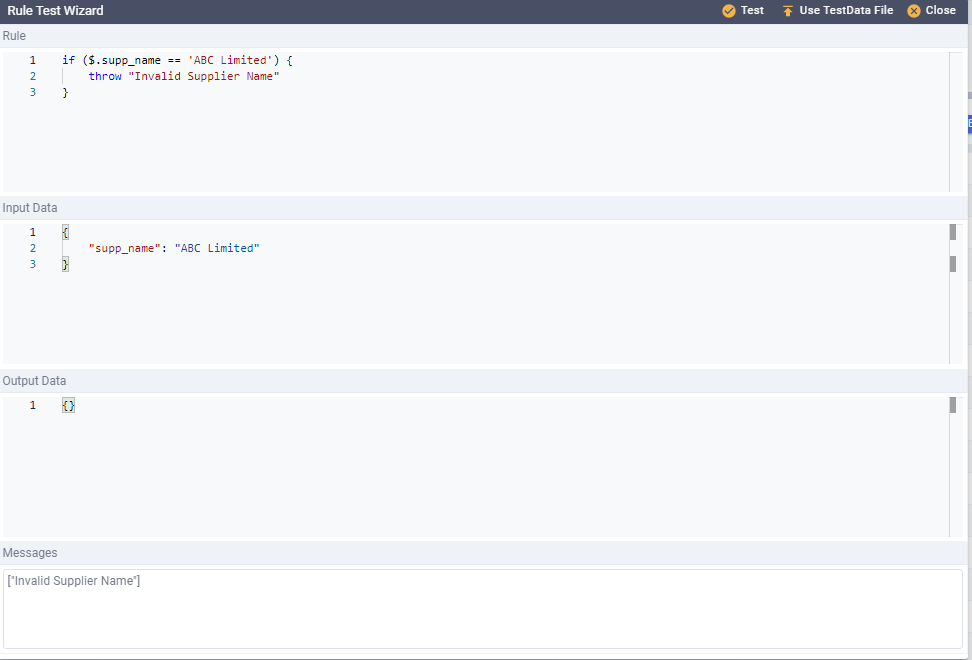 Rule Test Wizard
Test
Use TestData File
Close
Rule
1 if ($.supp_name == 'ABC Limited') {
2     throw "Invalid Supplier Name"
3 }
Input Data
1 {
2     "supp_name": "ABC Limited"
3 }
Output Data
1 {}
Messages
["Invalid Supplier Name"]